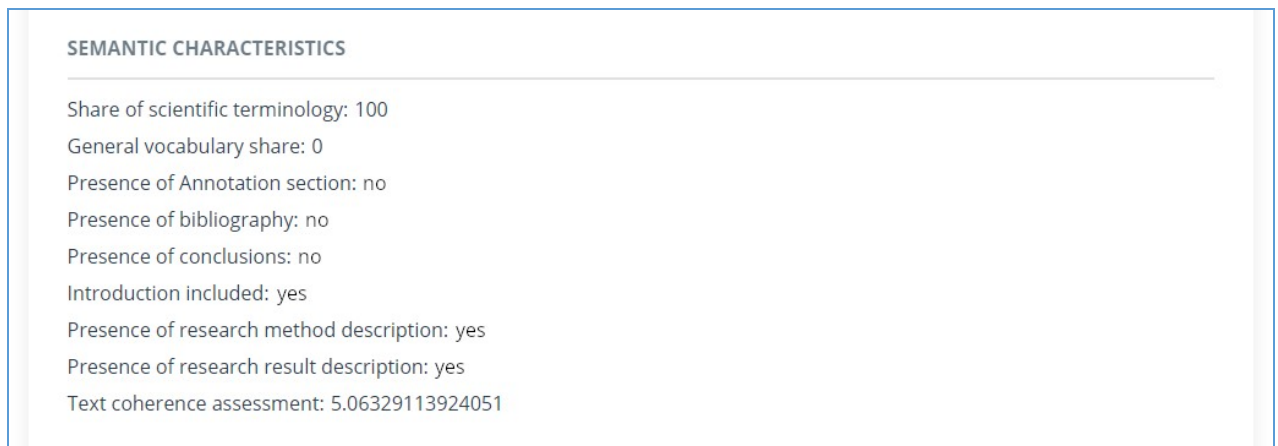 SEMANTIC CHARACTERISTICS
Share of scientific terminology: 100
General vocabulary share: 0
Presence of Annotation section: no
Presence of bibliography: no
Presence of conclusions: no
Introduction included: yes
Presence of research method description: yes
Presence of research result description: yes
Text coherence assessment: 5.06329113924051